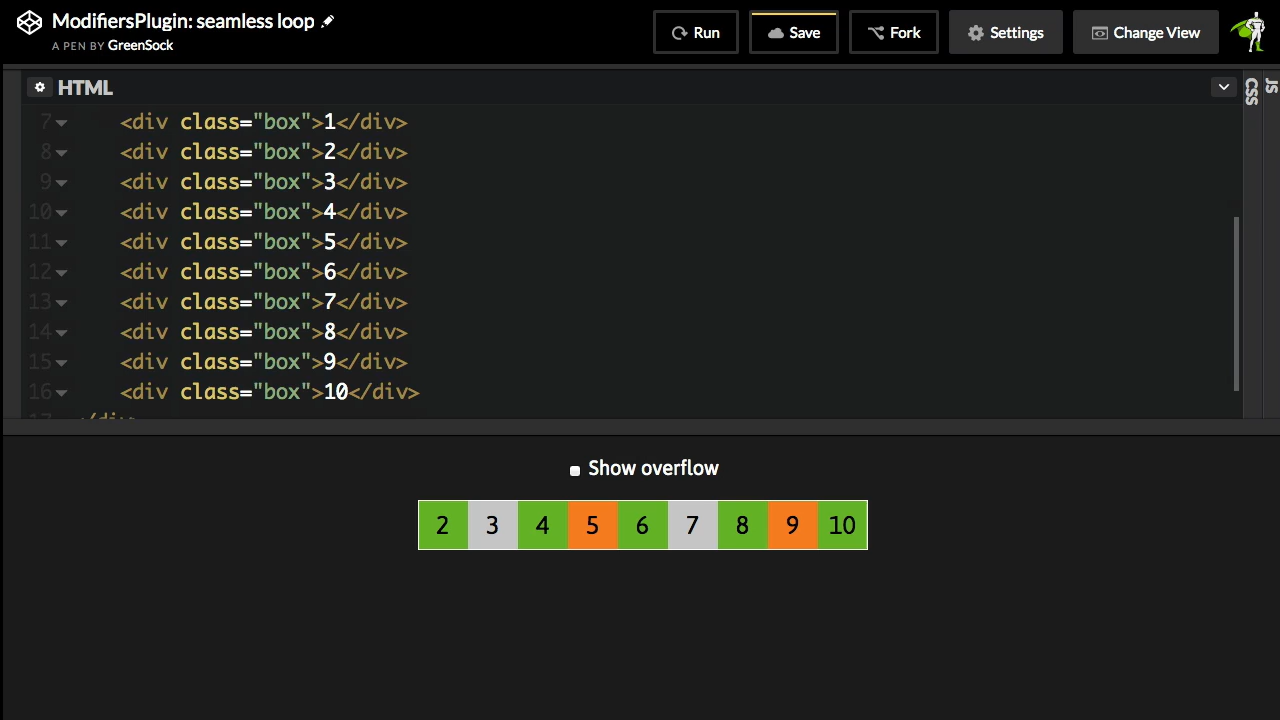 ModifiersPlugin: seamless loop
A PEN BY GreenSock
Run
Save
Fork
Settings
Change View
HTML
CSS
JS
7 <div class="box">1</div>
8 <div class="box">2</div>
9 <div class="box">3</div>
10 <div class="box">4</div>
11 <div class="box">5</div>
12 <div class="box">6</div>
13 <div class="box">7</div>
14 <div class="box">8</div>
15 <div class="box">9</div>
16 <div class="box">10</div>
17 </div>
Show overflow
2 3 4 5 6 7 8 9 10